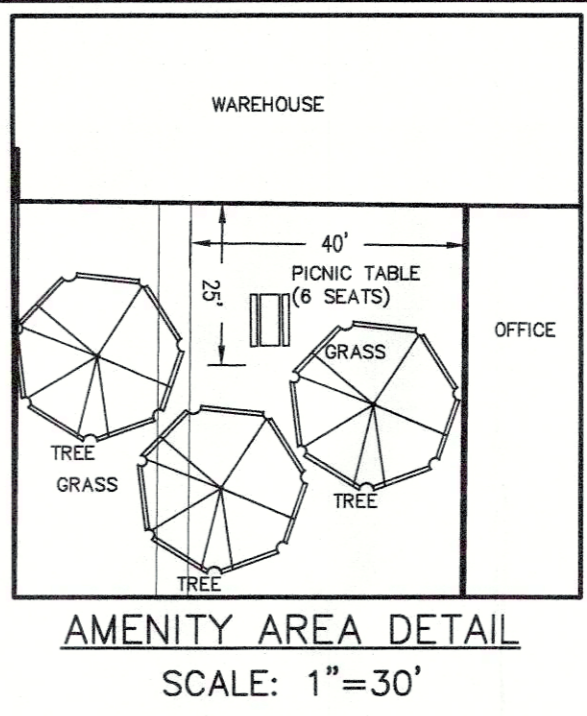 WAREHOUSE
40'
25'
PICNIC TABLE
(6 SEATS)
GRASS
OFFICE
TREE
GRASS
TREE
TREE
AMENITY AREA DETAIL
SCALE: 1"=30'